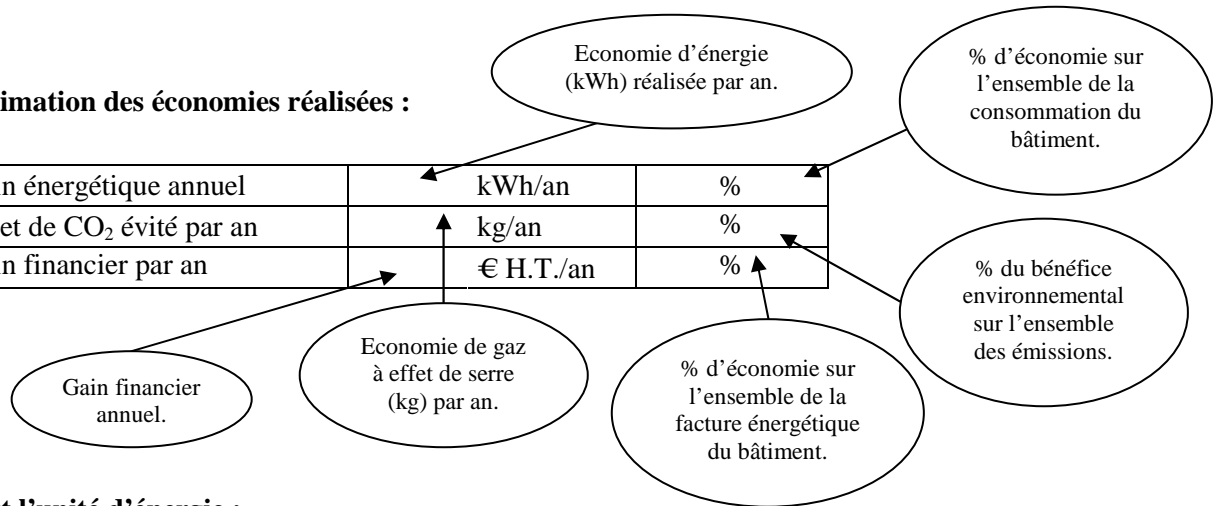 Economie d'énergie
(kWh) réalisée par an.
% d'économie sur
l'ensemble de la
consommation du
bâtiment.
imation des économies réalisées :
n énergétique annuel kWh/an %
et de CO₂ évité par an kg/an %
n financier par an € H.T./an %
% du bénéfice
environnemental
sur l'ensemble
des émissions.
Economie de gaz
à effet de serre
(kg) par an.
% d'économie sur
l'ensemble de la
facture énergétique
du bâtiment.
Gain financier
annuel.
t l'unité d'énergie :